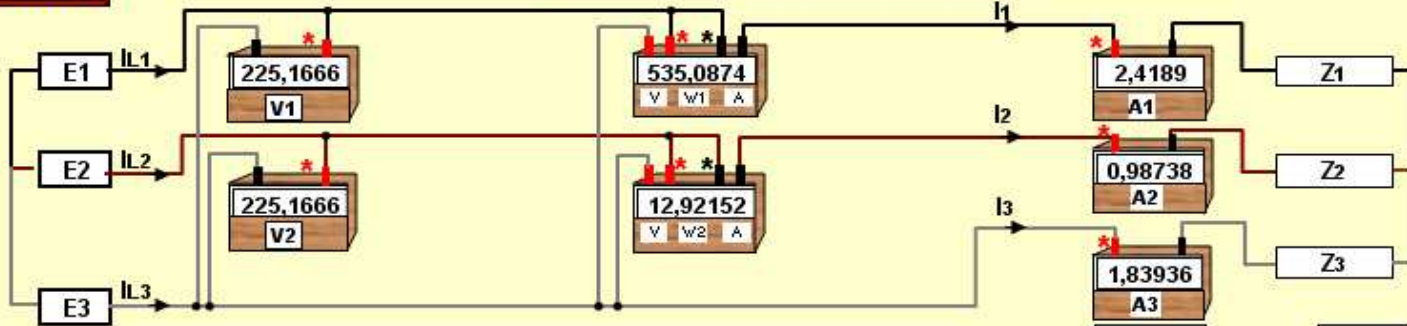 I1
E1 IL1 * 225,1666 V1 * * 535,0874 V W1 A * 2,4189 A1 Z1
I2
E2 IL2 * 225,1666 V2 * * 12,92152 V W2 A * 0,98738 A2 Z2
I3
E3 IL3 * 1,83936 A3 Z3